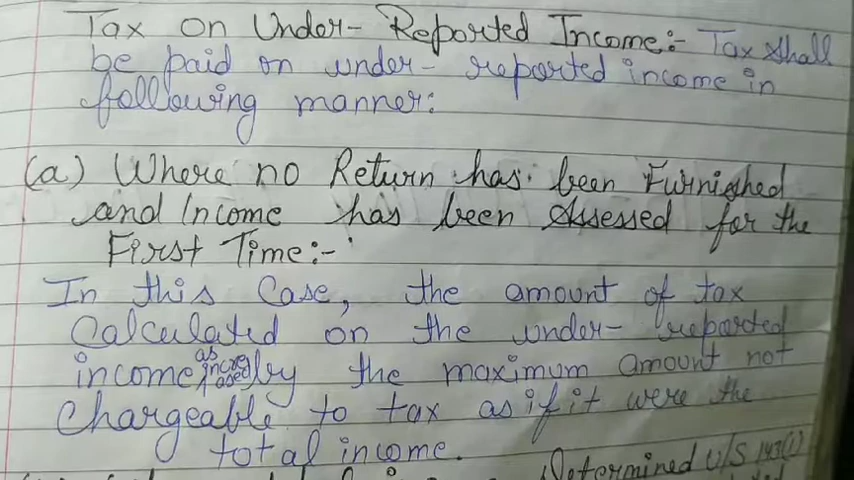 Tax on Under- Reported Income:- Tax shall
be paid on under- reported income in
following manner:
(a) Where no Return has been Furnished
and Income has been Assessed for the
First Time:-
In this Case, the amount of tax
Calculated on the under- reported
income, as increased by the maximum amount not
Chargeable to tax as if it were the
total income.
Determined U/S 143(1)